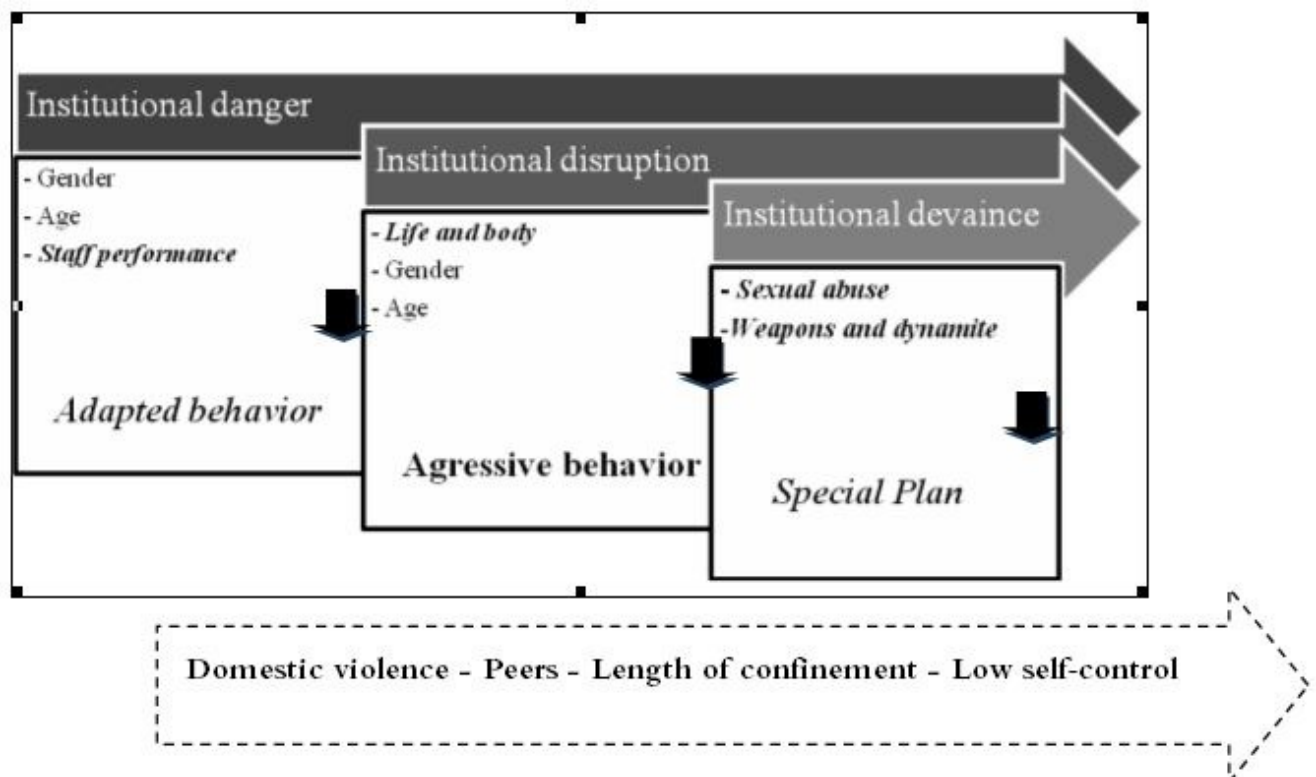 Institutional danger
- Gender
- Age
- Staff performance
Adapted behavior
Institutional disruption
- Life and body
- Gender
- Age
Agressive behavior
Institutional devaince
- Sexual abuse
-Weapons and dynamite
Special Plan
Domestic violence - Peers - Length of confinement - Low self-control